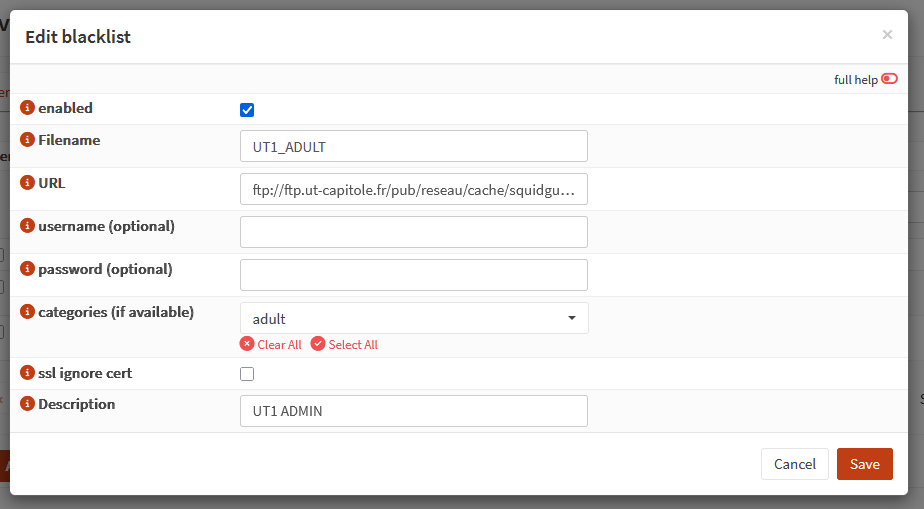 Edit blacklist
×
full help
enabled
Filename
UT1_ADULT
URL
ftp://ftp.ut-capitole.fr/pub/reseau/cache/squidgu...
username (optional)
password (optional)
categories (if available)
adult
Clear All Select All
ssl ignore cert
Description
UT1 ADMIN
Cancel Save